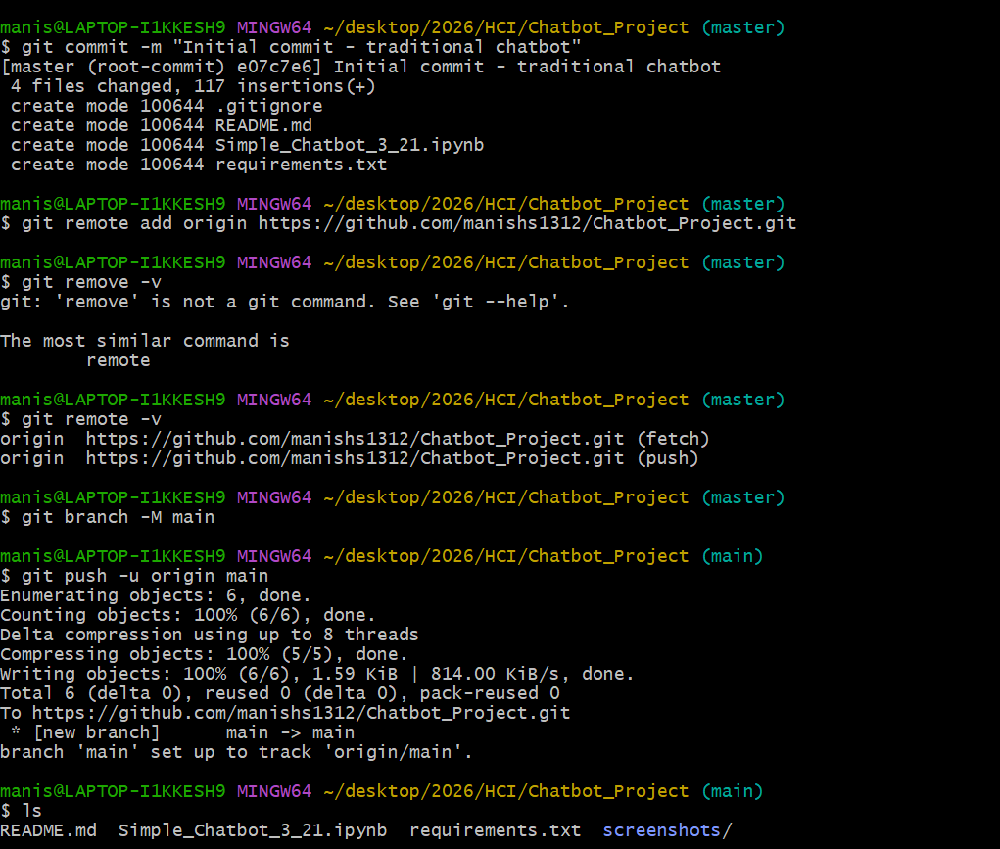 manis@LAPTOP-I1KKESH9 MINGW64 ~/desktop/2026/HCI/Chatbot_Project (master)
$ git commit -m "Initial commit - traditional chatbot"
[master (root-commit) e07c7e6] Initial commit - traditional chatbot
 4 files changed, 117 insertions(+)
 create mode 100644 .gitignore
 create mode 100644 README.md
 create mode 100644 Simple_Chatbot_3_21.ipynb
 create mode 100644 requirements.txt
manis@LAPTOP-I1KKESH9 MINGW64 ~/desktop/2026/HCI/Chatbot_Project (master)
$ git remote add origin https://github.com/manishs1312/Chatbot_Project.git
manis@LAPTOP-I1KKESH9 MINGW64 ~/desktop/2026/HCI/Chatbot_Project (master)
$ git remove -v
git: 'remove' is not a git command. See 'git --help'.
The most similar command is
        remote
manis@LAPTOP-I1KKESH9 MINGW64 ~/desktop/2026/HCI/Chatbot_Project (master)
$ git remote -v
origin  https://github.com/manishs1312/Chatbot_Project.git (fetch)
origin  https://github.com/manishs1312/Chatbot_Project.git (push)
manis@LAPTOP-I1KKESH9 MINGW64 ~/desktop/2026/HCI/Chatbot_Project (master)
$ git branch -M main
manis@LAPTOP-I1KKESH9 MINGW64 ~/desktop/2026/HCI/Chatbot_Project (main)
$ git push -u origin main
Enumerating objects: 6, done.
Counting objects: 100% (6/6), done.
Delta compression using up to 8 threads
Compressing objects: 100% (5/5), done.
Writing objects: 100% (6/6), 1.59 KiB | 814.00 KiB/s, done.
Total 6 (delta 0), reused 0 (delta 0), pack-reused 0
To https://github.com/manishs1312/Chatbot_Project.git
 * [new branch]      main -> main
branch 'main' set up to track 'origin/main'.
manis@LAPTOP-I1KKESH9 MINGW64 ~/desktop/2026/HCI/Chatbot_Project (main)
$ ls
README.md  Simple_Chatbot_3_21.ipynb  requirements.txt  screenshots/